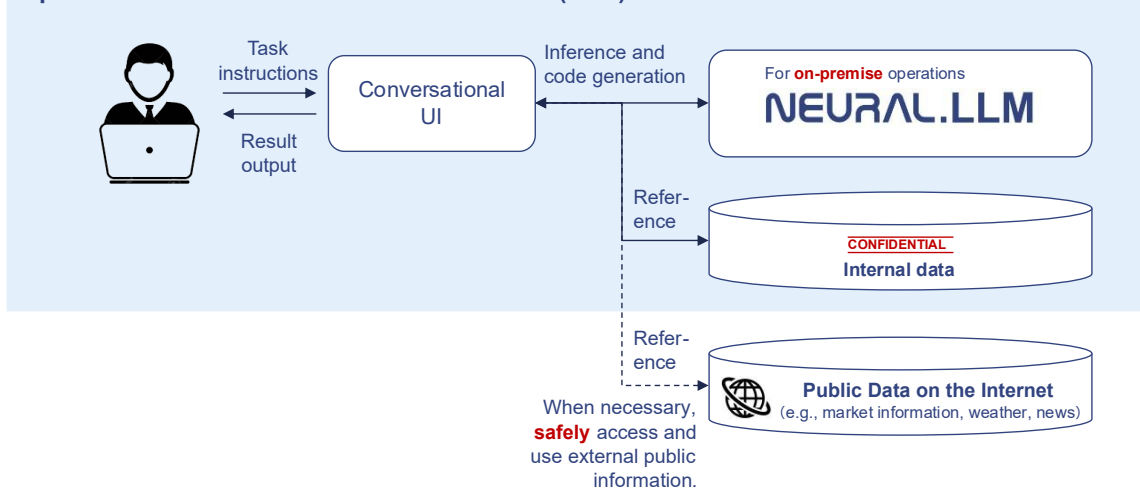 Task
instructions
Result
output
Conversational
UI
Inference and
code generation
For on-premise operations
NEURAL.LLM
Refer-
ence
CONFIDENTIAL
Internal data
Refer-
ence
Public Data on the Internet
(e.g., market information, weather, news)
When necessary,
safely access and
use external public
information.